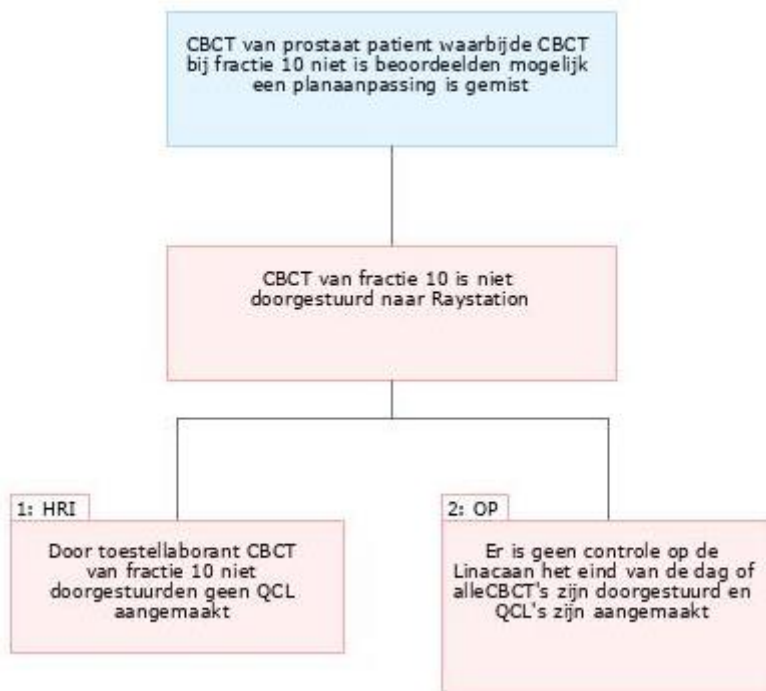 CBCT van prostaat patient waarbijde CBCT
bij fractie 10 niet is beoordeelden mogelijk
een planaanpassing is gemist
CBCT van fractie 10 is niet
doorgestuurd naar Raystation
1: HRI
Door toestellaborant CBCT
van fractie 10 niet
doorgestuurden geen QCL
aangemaakt
2: OP
Er is geen controle op de
Linacaan het eind van de dag of
alleCBCT's zijn doorgestuurd en
QCL's zijn aangemaakt